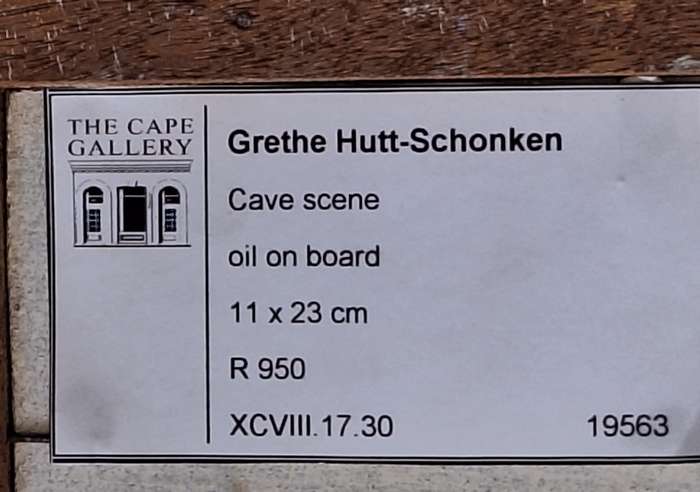 THE CAPE
GALLERY
Grethe Hutt-Schonken
Cave scene
oil on board
11 x 23 cm
R 950
XCVIII.17.30 19563